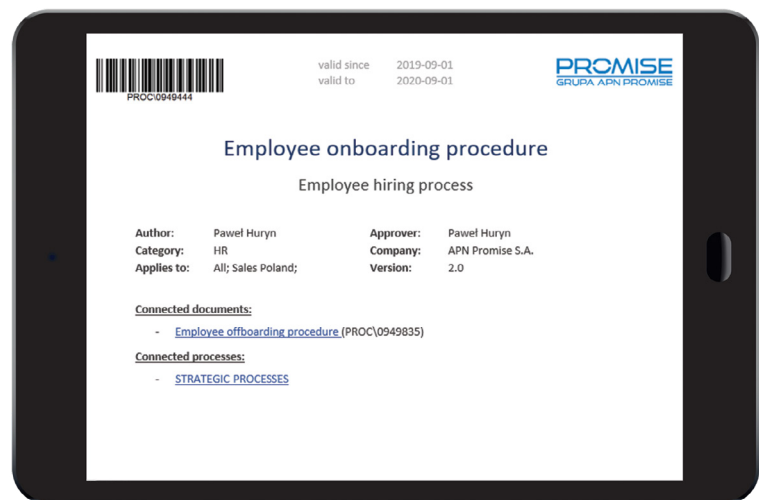 PROC\0949444
valid since 2019-09-01
valid to 2020-09-01
PROMISE
GRUPA APN PROMISE
Employee onboarding procedure
Employee hiring process
Author: Paweł Huryn Approver: Paweł Huryn
Category: HR Company: APN Promise S.A.
Applies to: All; Sales Poland; Version: 2.0
Connected documents:
- Employee offboarding procedure (PROC\0949835)
Connected processes:
- STRATEGIC PROCESSES